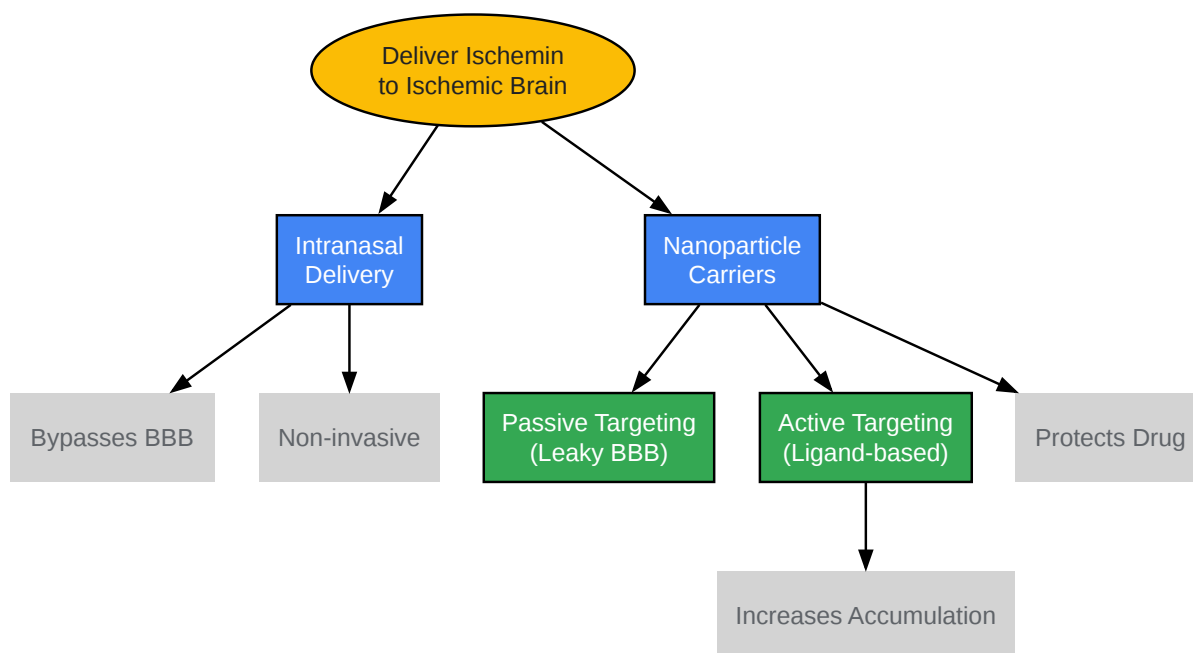 Deliver Ischemin
to Ischemic Brain
Intranasal
Delivery
Nanoparticle
Carriers
Bypasses BBB
Non-invasive
Passive Targeting
(Leaky BBB)
Active Targeting
(Ligand-based)
Protects Drug
Increases Accumulation